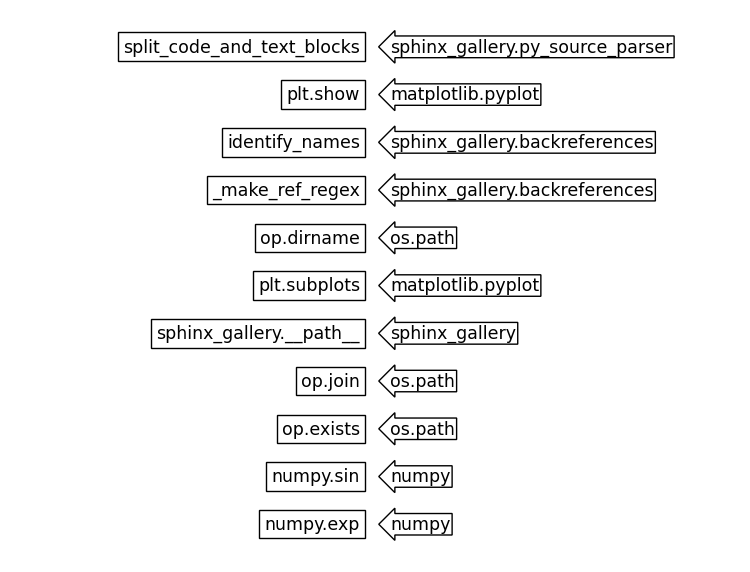 split_code_and_text_blocks sphinx_gallery.py_source_parser
plt.show matplotlib.pyplot
identify_names sphinx_gallery.backreferences
_make_ref_regex sphinx_gallery.backreferences
op.dirname os.path
plt.subplots matplotlib.pyplot
sphinx_gallery.__path__ sphinx_gallery
op.join os.path
op.exists os.path
numpy.sin numpy
numpy.exp numpy